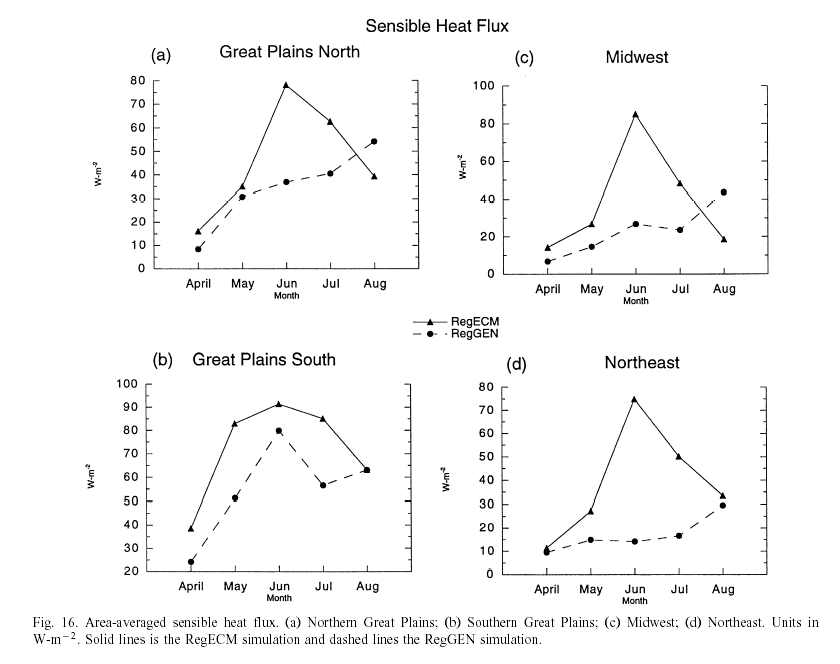 Sensible Heat Flux
(a)
Great Plains North
80
70
60
50
40
30
20
10
0
W-m-2
April May Jun Jul Aug
Month
(c)
Midwest
100
80
60
40
20
0
W-m-2
April May Jun Jul Aug
Month
RegECM
RegGEN
(b)
Great Plains South
100
90
80
70
60
50
40
30
20
W-m-2
April May Jun Jul Aug
Month
(d)
Northeast
80
70
60
50
40
30
20
10
0
W-m-2
April May Jun Jul Aug
Month
Fig. 16. Area-averaged sensible heat flux. (a) Northern Great Plains; (b) Southern Great Plains; (c) Midwest; (d) Northeast. Units in
W-m−2. Solid lines is the RegECM simulation and dashed lines the RegGEN simulation.